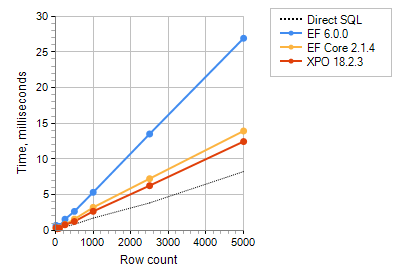 30
25
20
15
10
5
0
Time, milliseconds
0
1000
2000
3000
4000
5000
Row count
Direct SQL
EF 6.0.0
EF Core 2.1.4
XPO 18.2.3